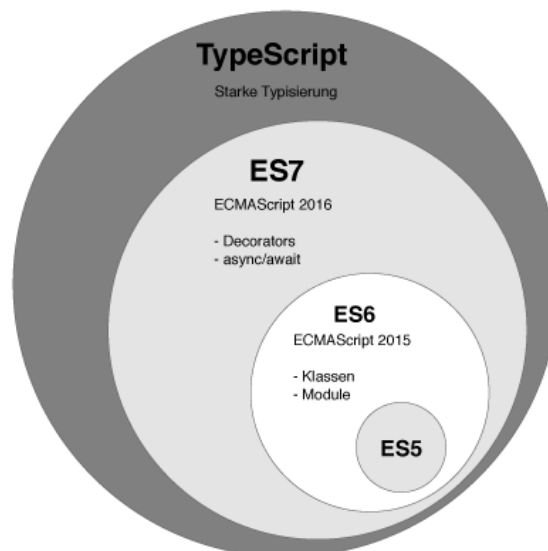 TypeScript
Starke Typisierung
ES7
ECMAScript 2016
- Decorators
- async/await
ES6
ECMAScript 2015
- Klassen
- Module
ES5